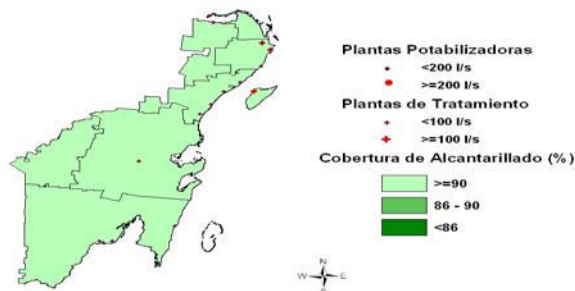 Plantas Potabilizadoras
<200 l/s
>=200 l/s
Plantas de Tratamiento
<100 l/s
>=100 l/s
Cobertura de Alcantarillado (%)
>=90
86 - 90
<86
N
W E
S